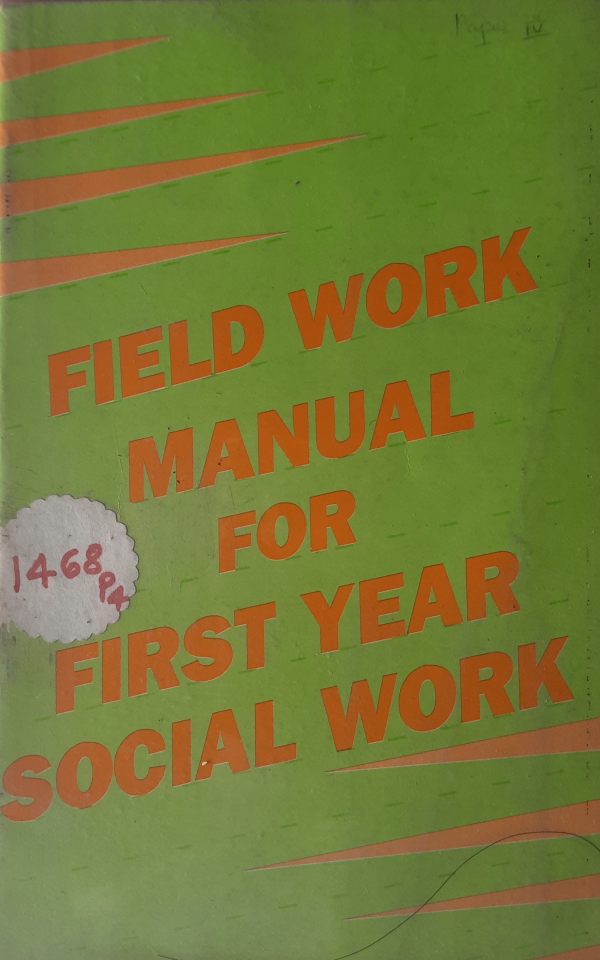 Paper IV
FIELD WORK
MANUAL
FOR
1468
P4
FIRST YEAR
SOCIAL WORK